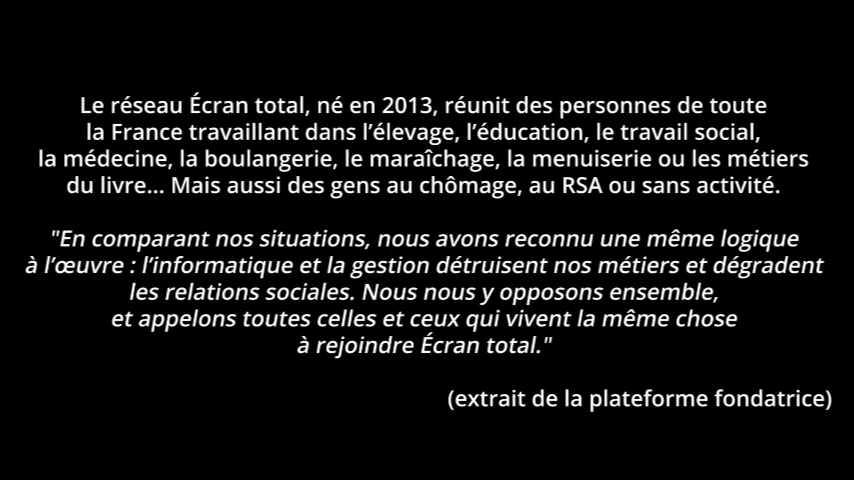 Le réseau Écran total, né en 2013, réunit des personnes de toute
la France travaillant dans l'élevage, l'éducation, le travail social,
la médecine, la boulangerie, le maraîchage, la menuiserie ou les métiers
du livre... Mais aussi des gens au chômage, au RSA ou sans activité.
"En comparant nos situations, nous avons reconnu une même logique
à l'œuvre : l'informatique et la gestion détruisent nos métiers et dégradent
les relations sociales. Nous nous y opposons ensemble,
et appelons toutes celles et ceux qui vivent la même chose
à rejoindre Écran total."
(extrait de la plateforme fondatrice)